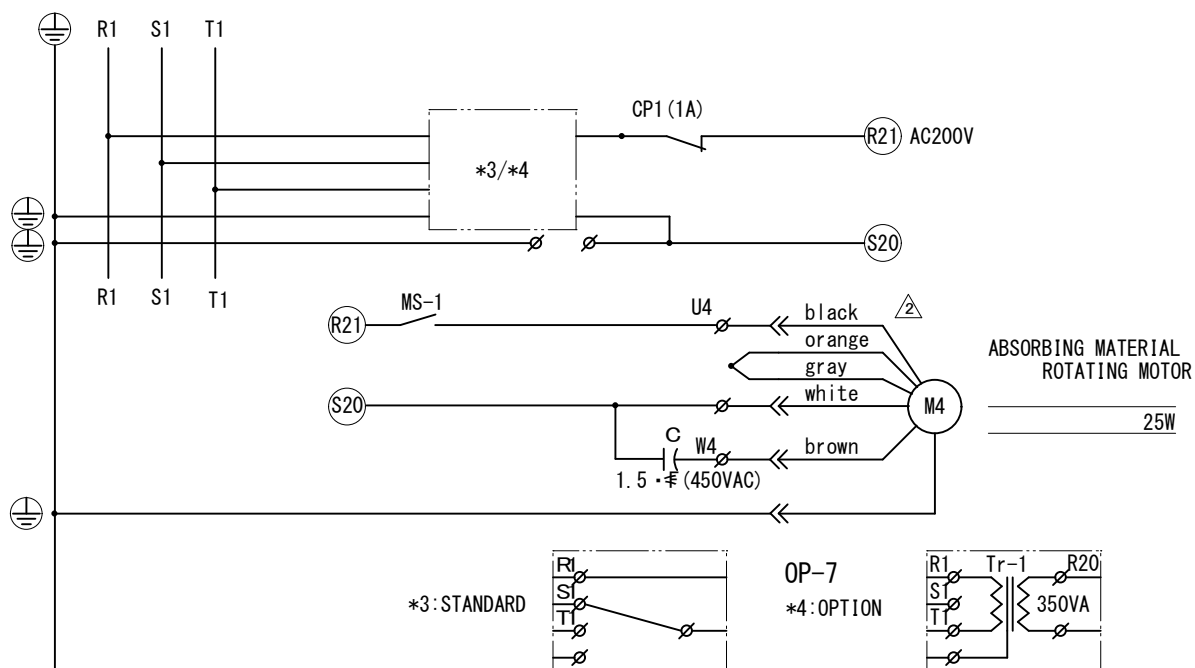 R1 S1 T1
CP1(1A)
R21 AC200V
*3/*4
S20
R1 S1 T1
MS-1
U4
black
2
R21
orange
ABSORBING MATERIAL
ROTATING MOTOR
gray
white
S20
M4
25W
C
W4
brown
1.5 (450VAC)
R1
S1
T1
*3:STANDARD
OP-7
*4:OPTION
R1
Tr-1
R20
S1
350VA
T1